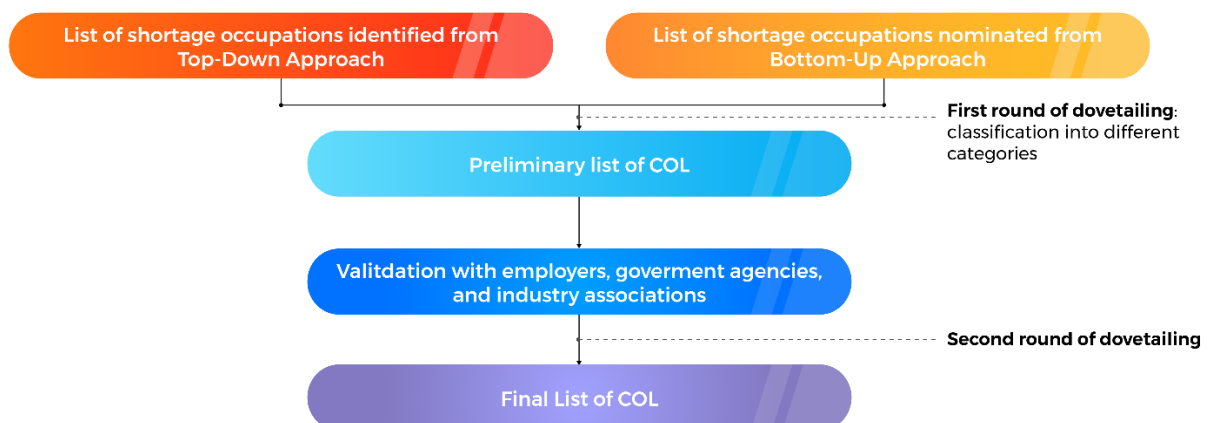 List of shortage occupations identified from
Top-Down Approach
List of shortage occupations nominated from
Bottom-Up Approach
First round of dovetailing:
classification into different
categories
Preliminary list of COL
Valitdation with employers, goverment agencies,
and industry associations
Second round of dovetailing
Final List of COL